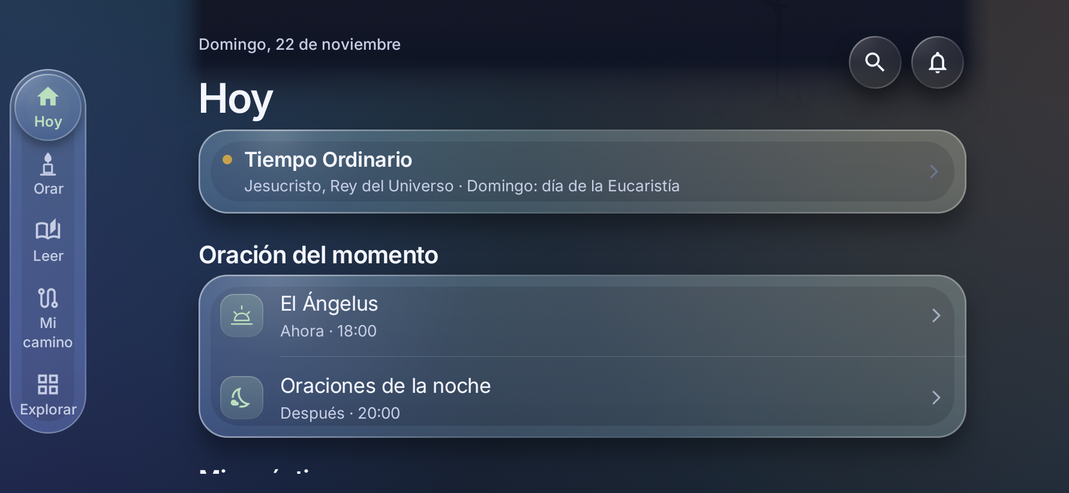 Domingo, 22 de noviembre
Hoy
Tiempo Ordinario
Jesucristo, Rey del Universo · Domingo: día de la Eucaristía
Oración del momento
El Ángelus
Ahora · 18:00
Oraciones de la noche
Después · 20:00
Hoy
Orar
Leer
Mi
camino
Explorar